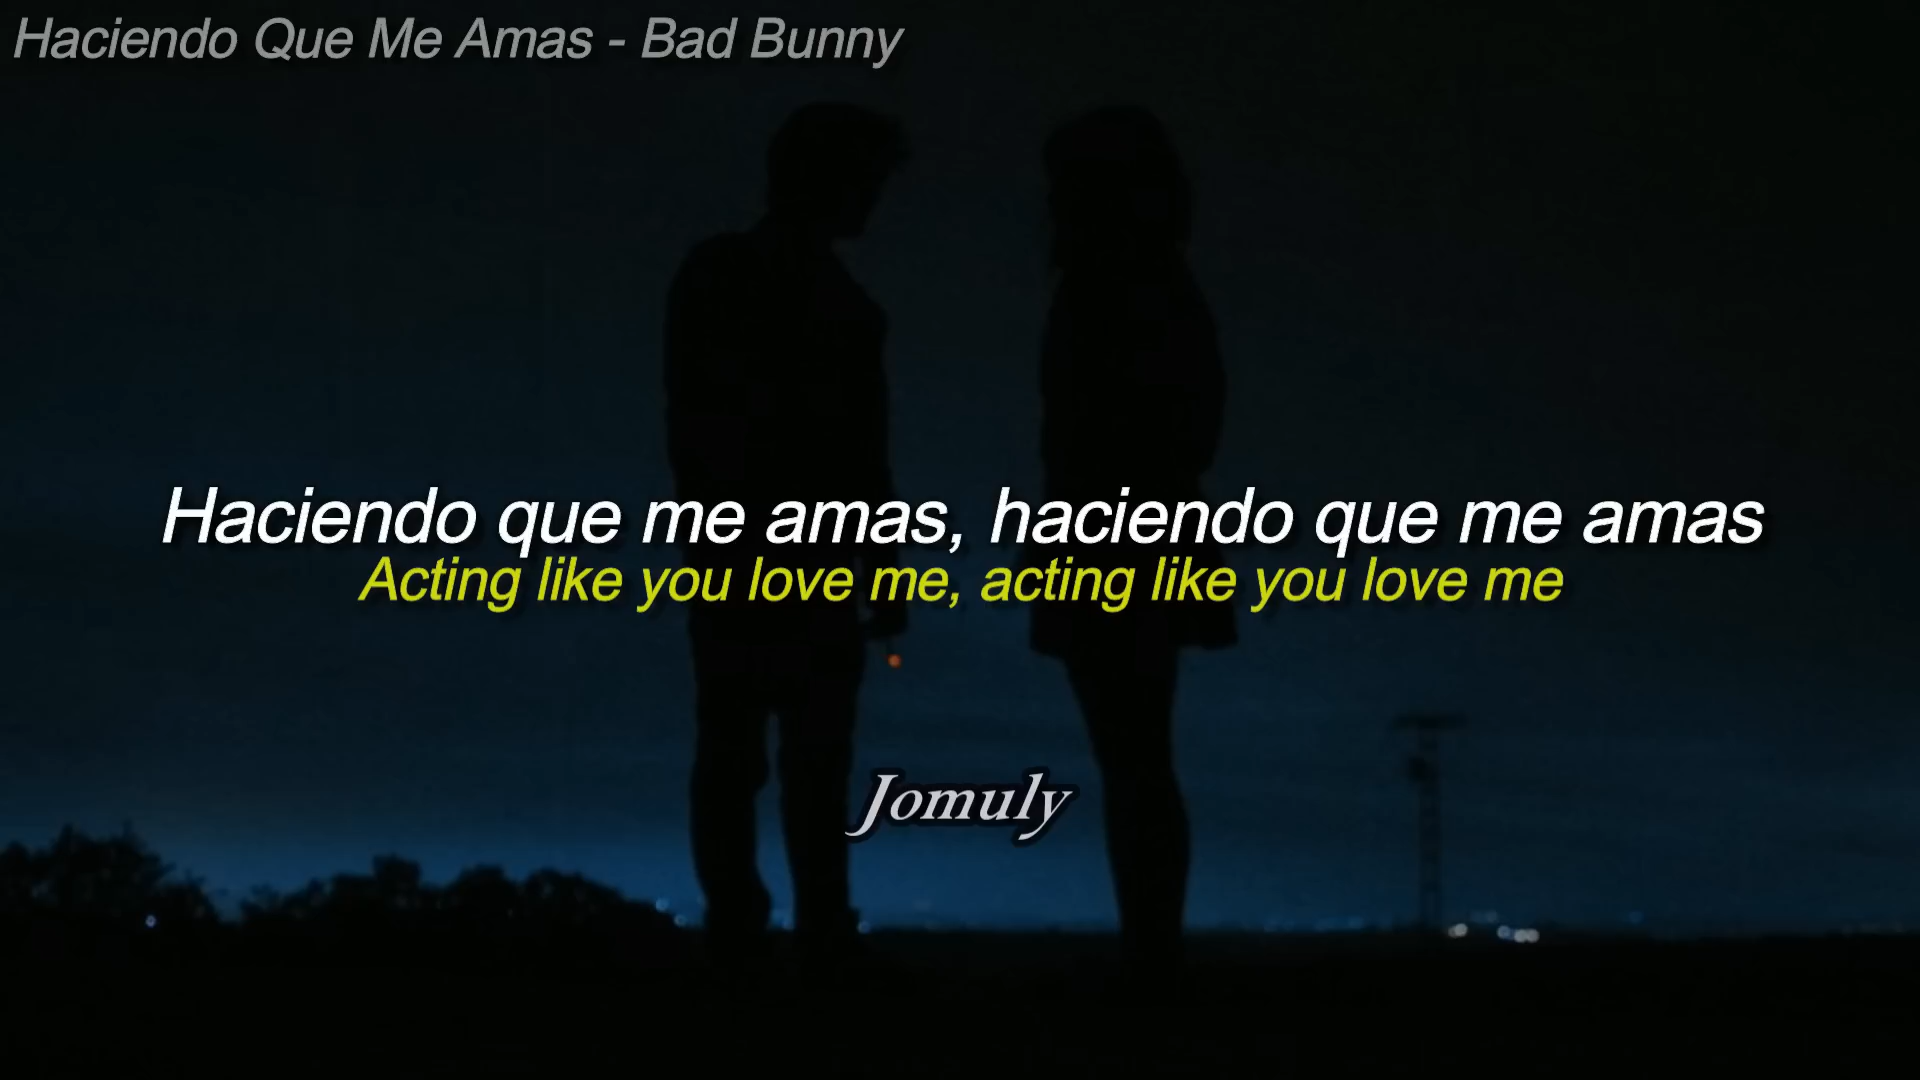 Haciendo Que Me Amas - Bad Bunny
Haciendo que me amas, haciendo que me amas
Acting like you love me, acting like you love me
Jomuly